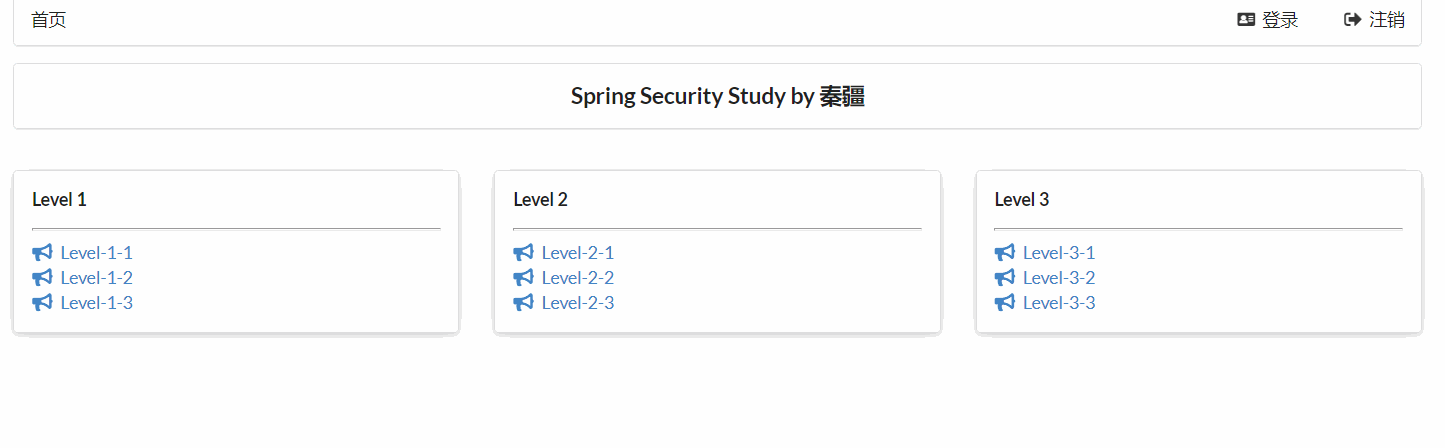 首页 登录 注销
Spring Security Study by 秦疆
Level 1
Level-1-1
Level-1-2
Level-1-3
Level 2
Level-2-1
Level-2-2
Level-2-3
Level 3
Level-3-1
Level-3-2
Level-3-3